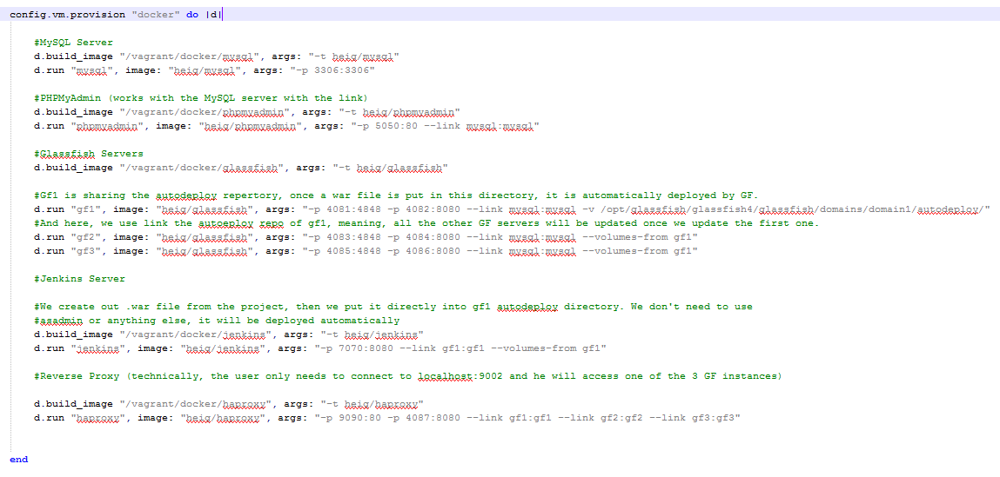 config.vm.provision "docker" do |d|
#MySQL Server
d.build_image "/vagrant/docker/mysql", args: "-t heig/mysql"
d.run "mysql", image: "heig/mysql", args: "-p 3306:3306"
#PHPMyAdmin (works with the MySQL server with the link)
d.build_image "/vagrant/docker/phpmyadmin", args: "-t heig/phpmyadmin"
d.run "phpmyadmin", image: "heig/phpmyadmin", args: "-p 5050:80 --link mysql:mysql"
#Glassfish Servers
d.build_image "/vagrant/docker/glassfish", args: "-t heig/glassfish"
#Gf1 is sharing the autodeploy repertory, once a war file is put in this directory, it is automatically deployed by GF.
d.run "gf1", image: "heig/glassfish", args: "-p 4081:4848 -p 4082:8080 --link mysql:mysql -v /opt/glassfish/glassfish4/glassfish/domains/domain1/autodeploy/"
#And here, we use link the autoeploy repo of gf1, meaning, all the other GF servers will be updated once we update the first one.
d.run "gf2", image: "heig/glassfish", args: "-p 4083:4848 -p 4084:8080 --link mysql:mysql --volumes-from gf1"
d.run "gf3", image: "heig/glassfish", args: "-p 4085:4848 -p 4086:8080 --link mysql:mysql --volumes-from gf1"
#Jenkins Server
#We create out .war file from the project, then we put it directly into gf1 autodeploy directory. We don't need to use
#asadmin or anything else, it will be deployed automatically
d.build_image "/vagrant/docker/jenkins", args: "-t heig/jenkins"
d.run "jenkins", image: "heig/jenkins", args: "-p 7070:8080 --link gf1:gf1 --volumes-from gf1"
#Reverse Proxy (technically, the user only needs to connect to localhost:9002 and he will access one of the 3 GF instances)
d.build_image "/vagrant/docker/haproxy", args: "-t heig/haproxy"
d.run "haproxy", image: "heig/haproxy", args: "-p 9090:80 -p 4087:8080 --link gf1:gf1 --link gf2:gf2 --link gf3:gf3"
end